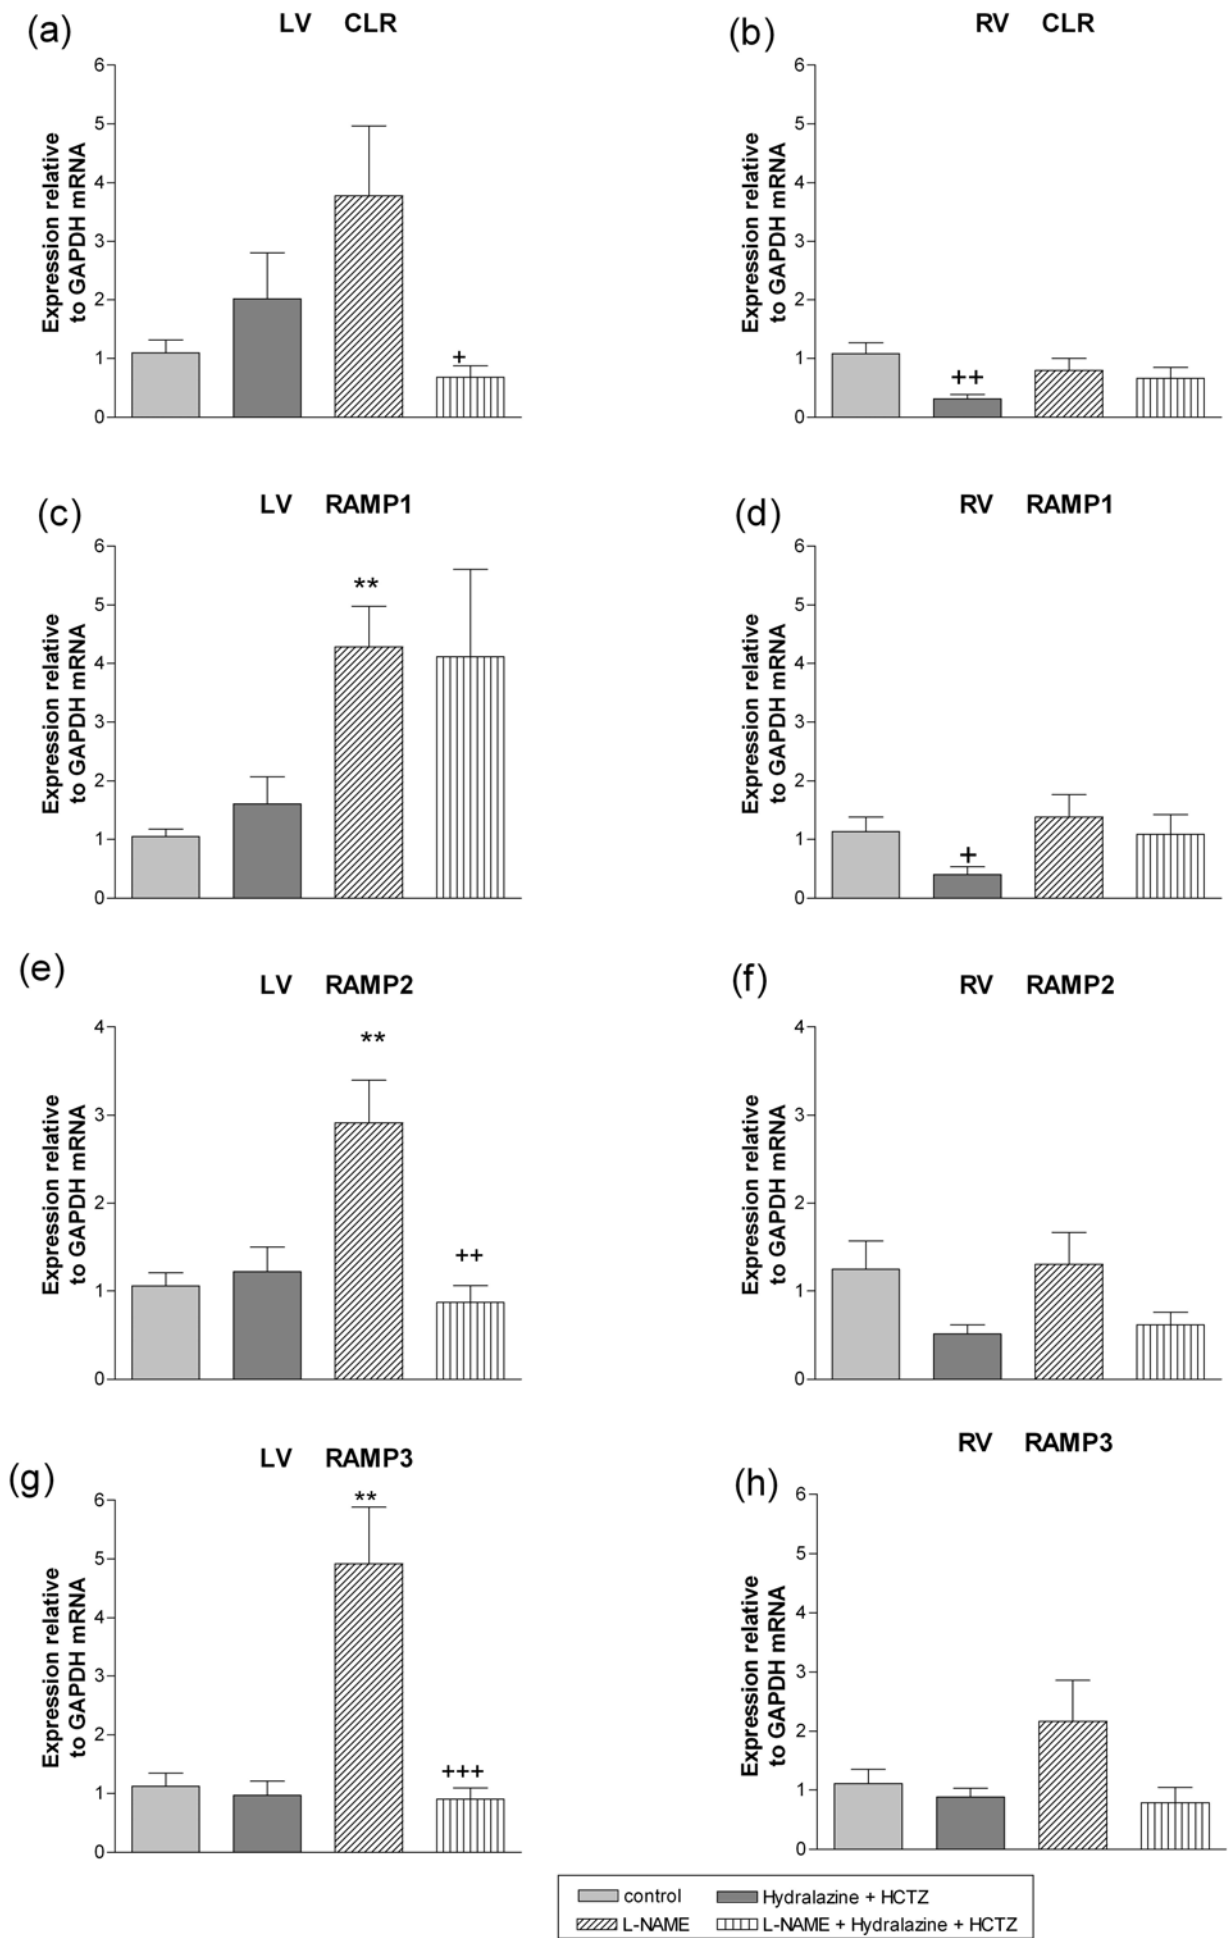 (a) LV CLR
6
5
4
3
2
1
0
Expression relative
to GAPDH mRNA
+
(b) RV CLR
6
5
4
3
2
1
0
Expression relative
to GAPDH mRNA
++
(c) LV RAMP1
6
5
4
3
2
1
0
Expression relative
to GAPDH mRNA
**
(d) RV RAMP1
6
5
4
3
2
1
0
Expression relative
to GAPDH mRNA
+
(e) LV RAMP2
4
3
2
1
0
Expression relative
to GAPDH mRNA
**
++
(f) RV RAMP2
4
3
2
1
0
Expression relative
to GAPDH mRNA
(g) LV RAMP3
6
5
4
3
2
1
0
Expression relative
to GAPDH mRNA
**
+++
(h) RV RAMP3
6
5
4
3
2
1
0
Expression relative
to GAPDH mRNA
control Hydralazine + HCTZ
L-NAME L-NAME + Hydralazine + HCTZ